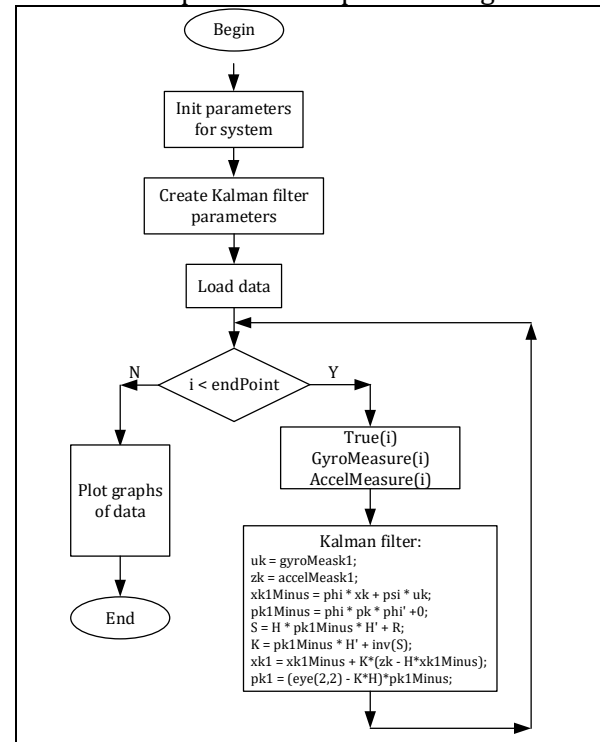 Begin
Init parameters
for system
Create Kalman filter
parameters
Load data
i < endPoint
N
Y
Plot graphs
of data
End
True(i)
GyroMeasure(i)
AccelMeasure(i)
Kalman filter:
uk = gyroMeask1;
zk = accelMeask1;
xk1Minus = phi * xk + psi * uk;
pk1Minus = phi * pk * phi' +0;
S = H * pk1Minus * H' + R;
K = pk1Minus * H' + inv(S);
xk1 = xk1Minus + K*(zk - H*xk1Minus);
pk1 = (eye(2,2) - K*H)*pk1Minus;